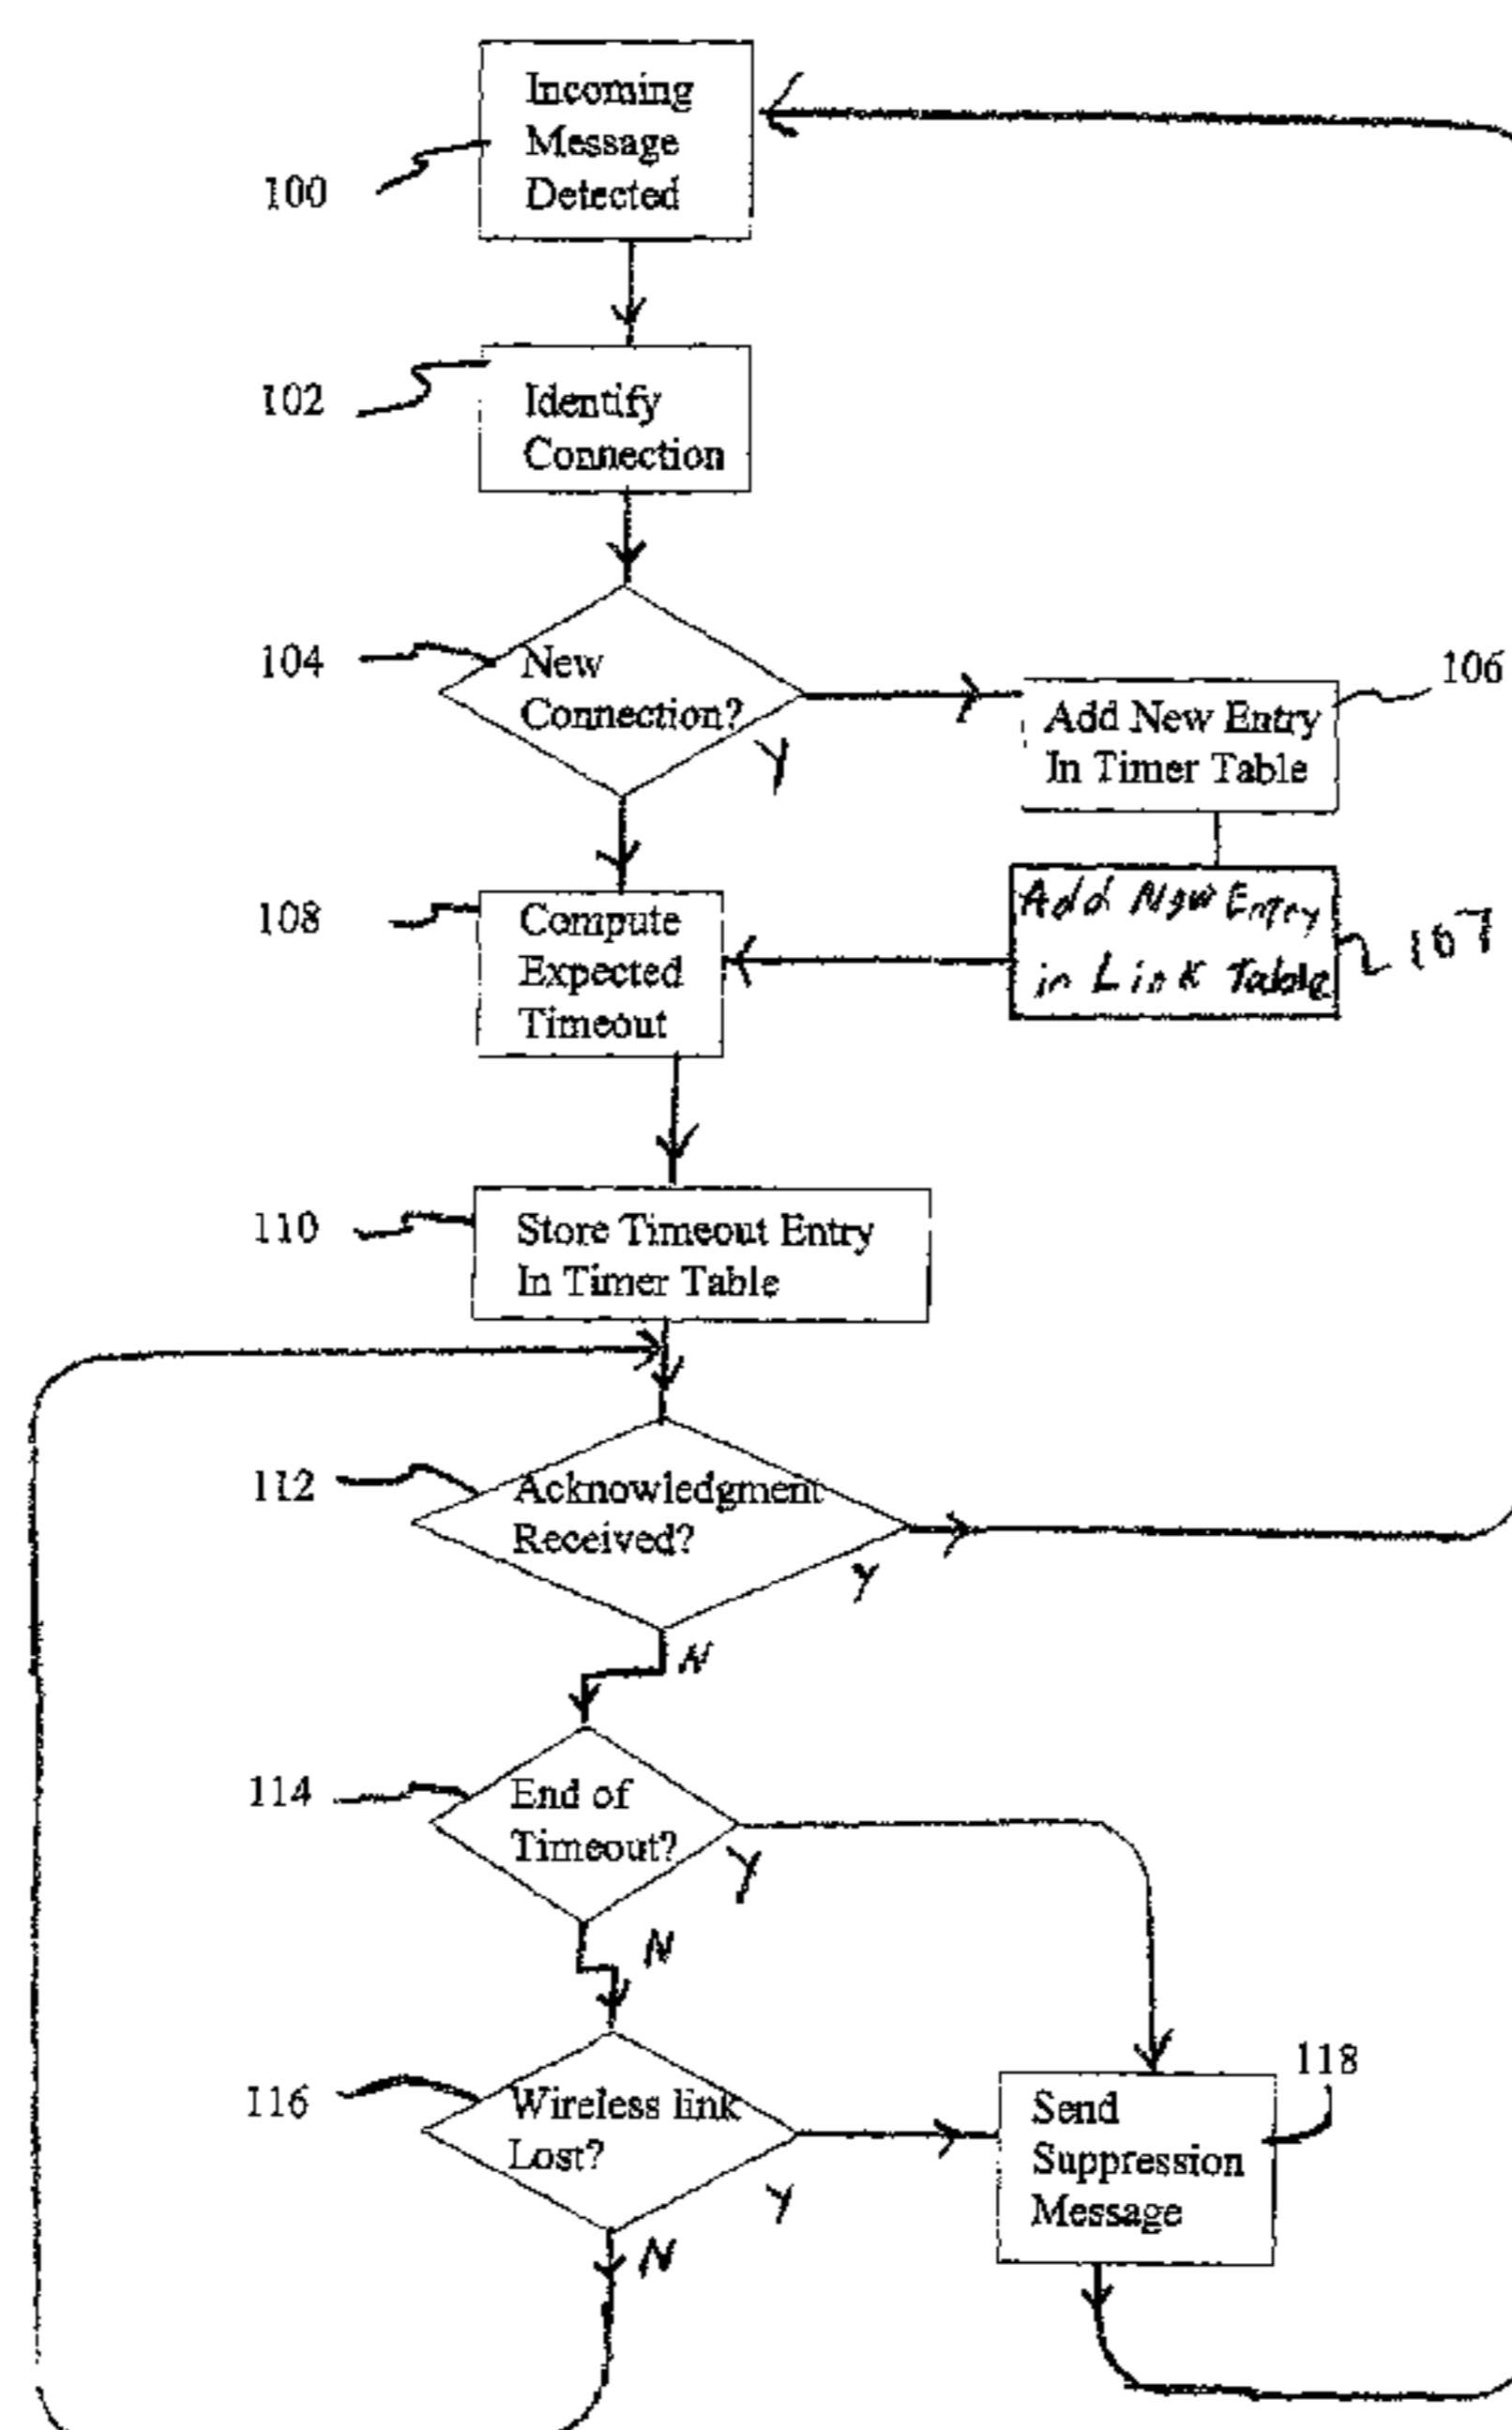 Incoming
Message
Detected
100
102
Identify
Connection
104
New
Connection?
Y
106
Add New Entry
In Timer Table
108
Compute
Expected
Timeout
Add New Entry
in Link Table
107
110
Store Timeout Entry
In Timer Table
112
Acknowledgment
Received?
Y
N
114
End of
Timeout?
Y
N
116
Wireless link
Lost?
Y
N
118
Send
Suppression
Message